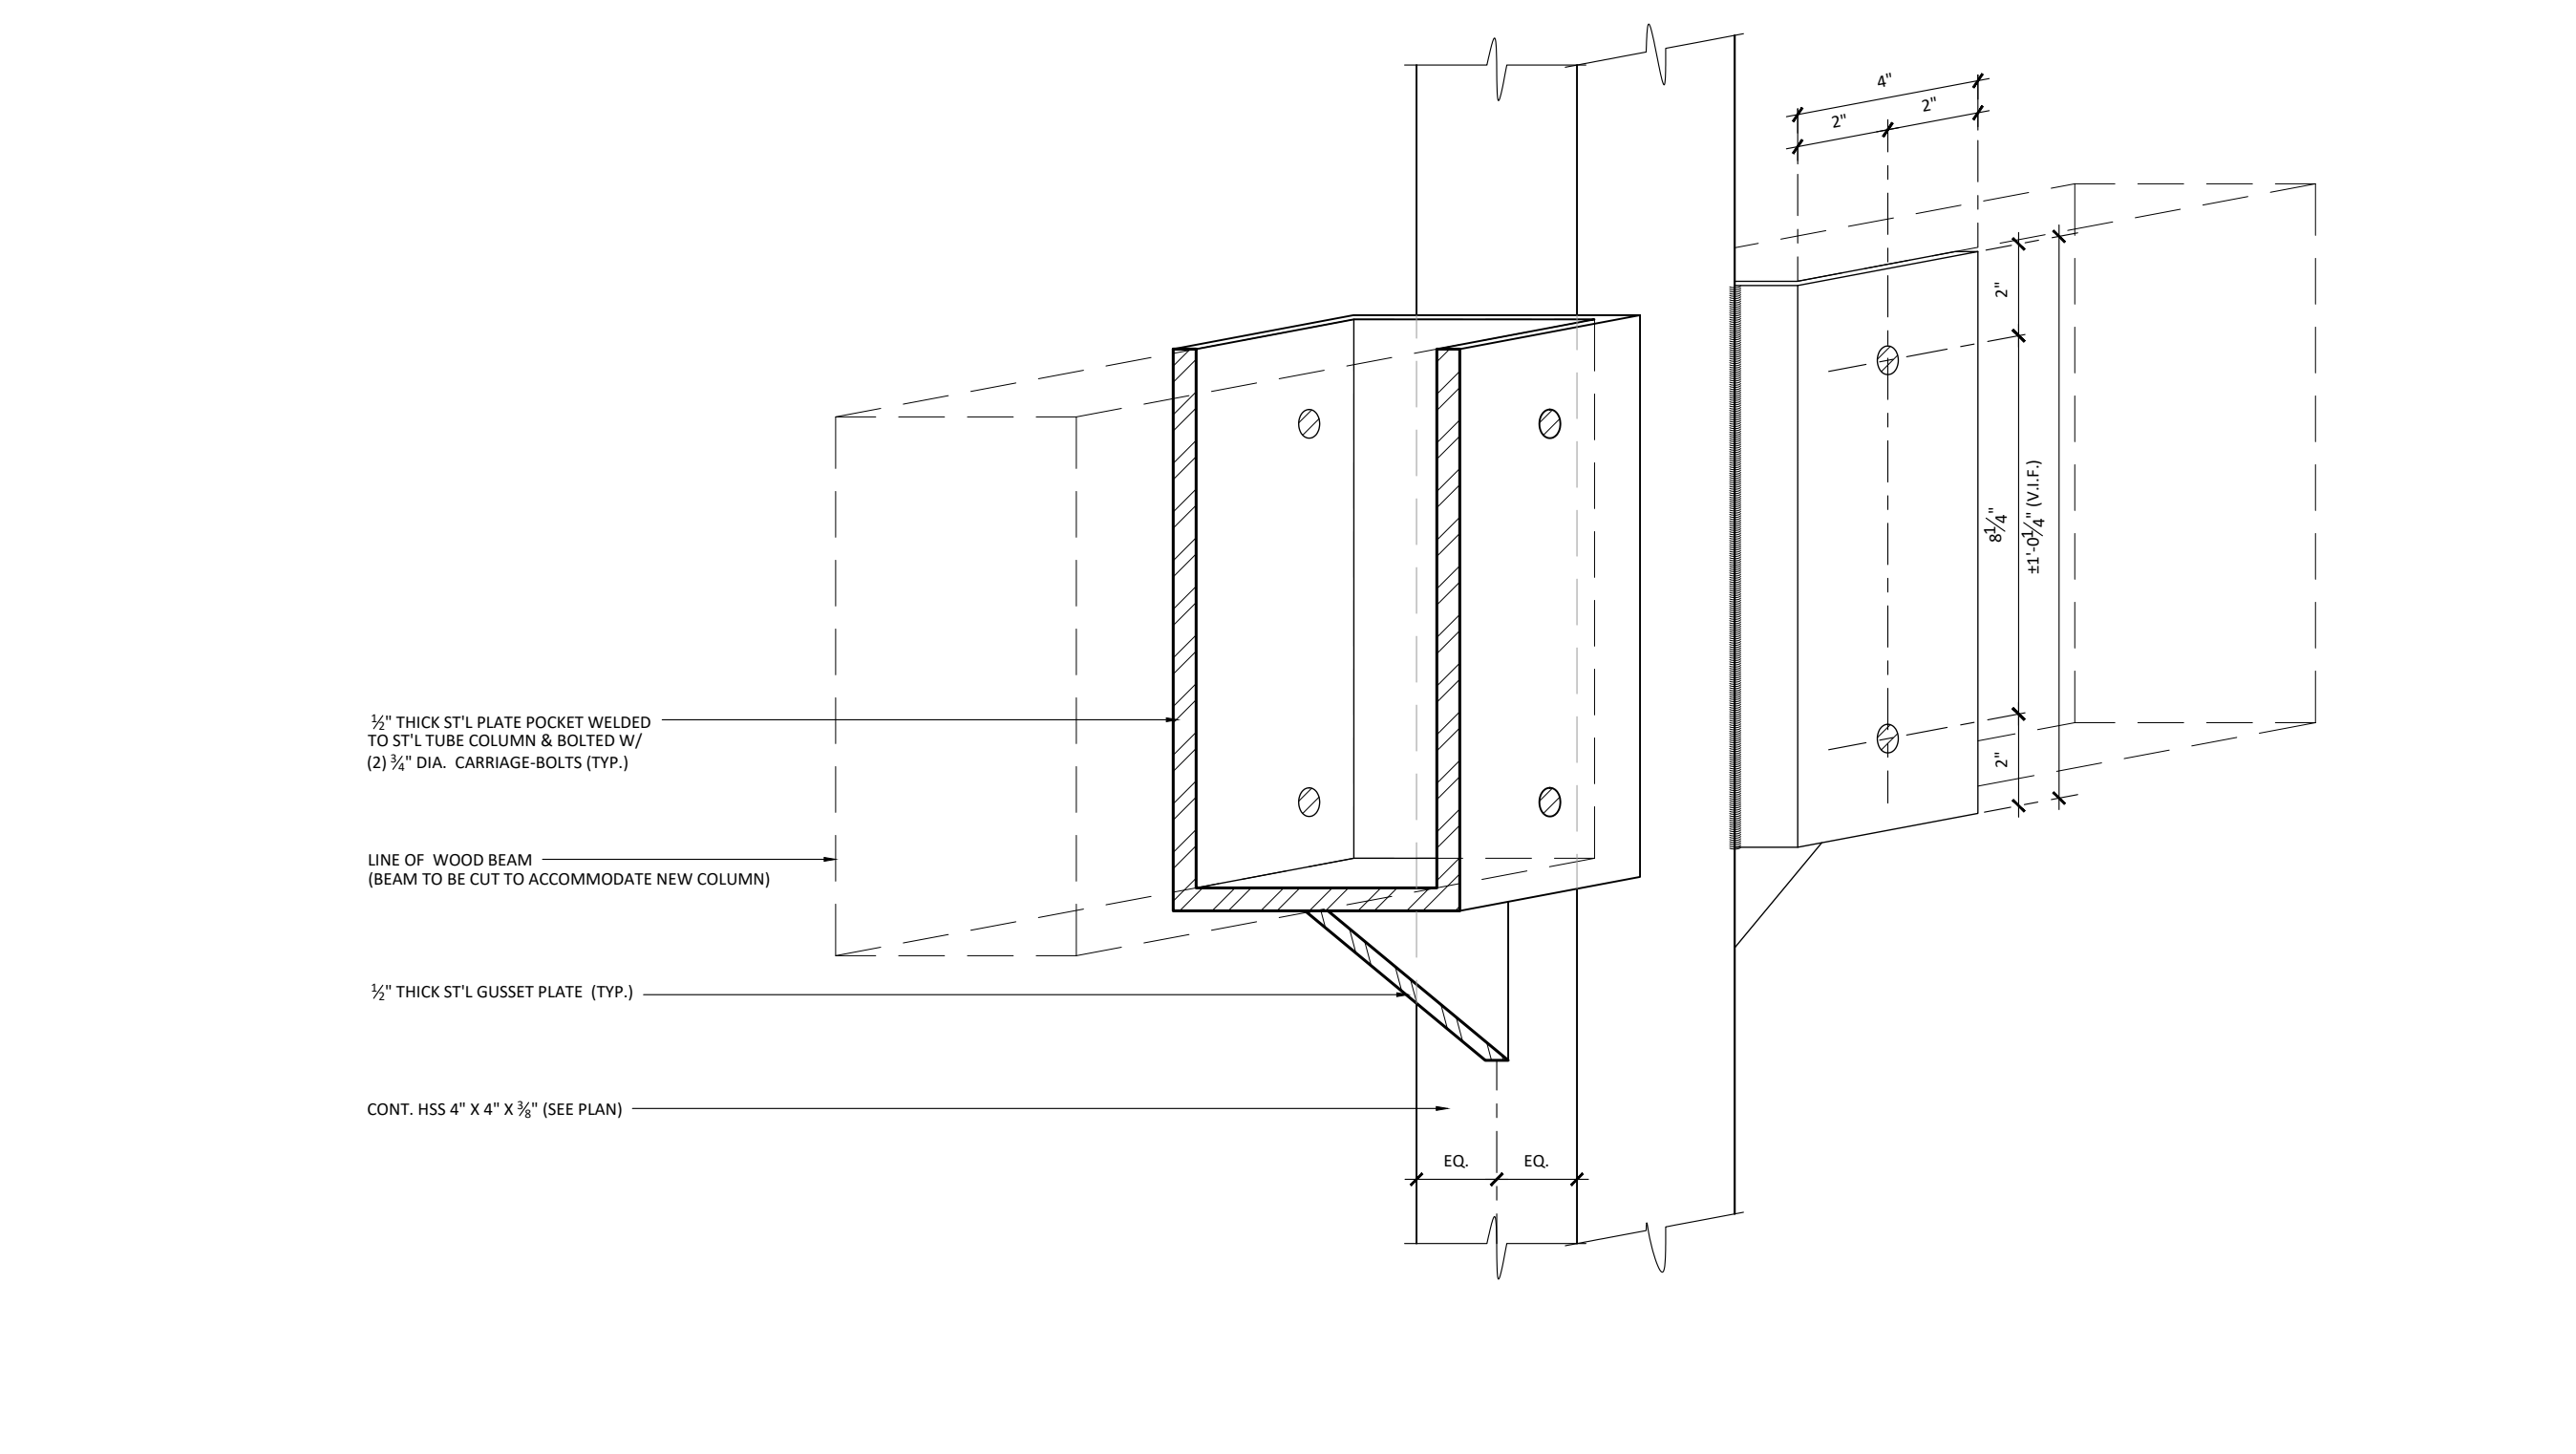 4"
2"
2"
2"
8¼"
±1'-0¼" (V.I.F.)
2"
½" THICK ST'L PLATE POCKET WELDED
TO ST'L TUBE COLUMN & BOLTED W/
(2) ¾" DIA. CARRIAGE-BOLTS (TYP.)
LINE OF WOOD BEAM
(BEAM TO BE CUT TO ACCOMMODATE NEW COLUMN)
½" THICK ST'L GUSSET PLATE (TYP.)
CONT. HSS 4" X 4" X ⅜" (SEE PLAN)
EQ. EQ.